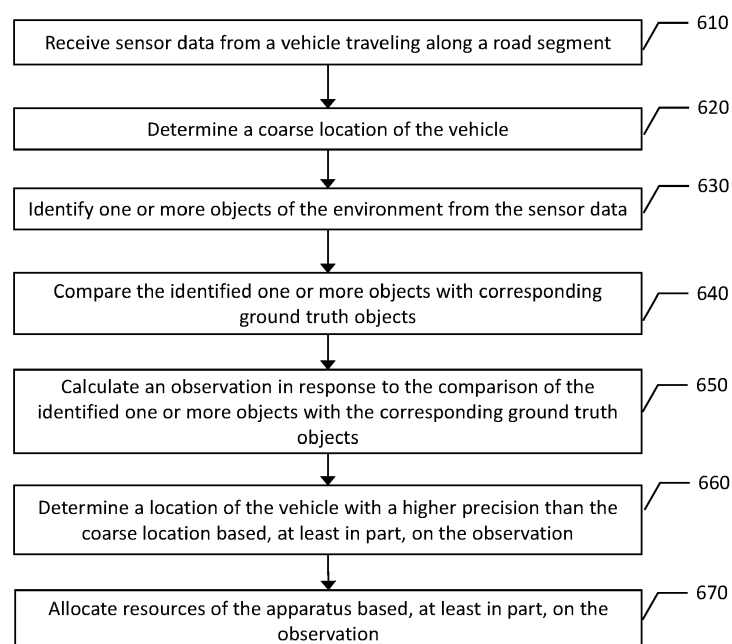 610
Receive sensor data from a vehicle traveling along a road segment
620
Determine a coarse location of the vehicle
630
Identify one or more objects of the environment from the sensor data
640
Compare the identified one or more objects with corresponding
ground truth objects
650
Calculate an observation in response to the comparison of the
identified one or more objects with the corresponding ground truth
objects
660
Determine a location of the vehicle with a higher precision than the
coarse location based, at least in part, on the observation
670
Allocate resources of the apparatus based, at least in part, on the
observation